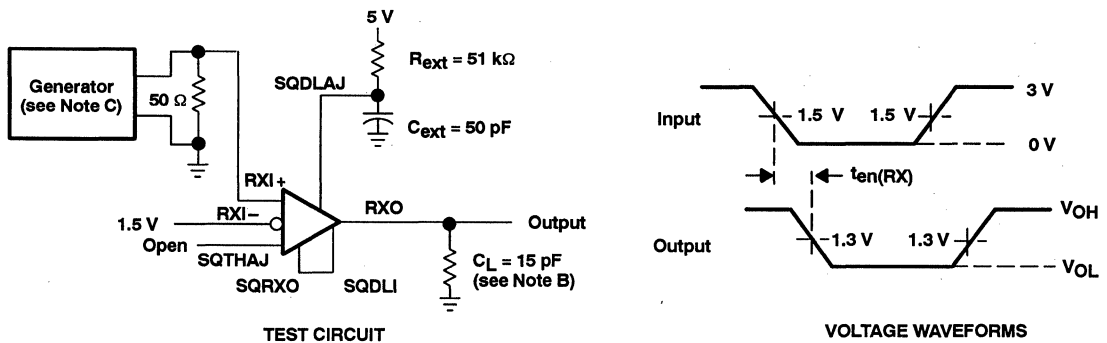 5 V
Rext = 51 kΩ
Generator
(see Note C)
50 Ω
SQDLAJ
Cext = 50 pF
RXI+
RXI−
1.5 V
Open
SQTHAJ
SQRXO
SQDLI
RXO
Output
CL = 15 pF
(see Note B)
TEST CIRCUIT
3 V
Input
1.5 V
1.5 V
0 V
ten(RX)
VOH
Output
1.3 V
1.3 V
VOL
VOLTAGE WAVEFORMS